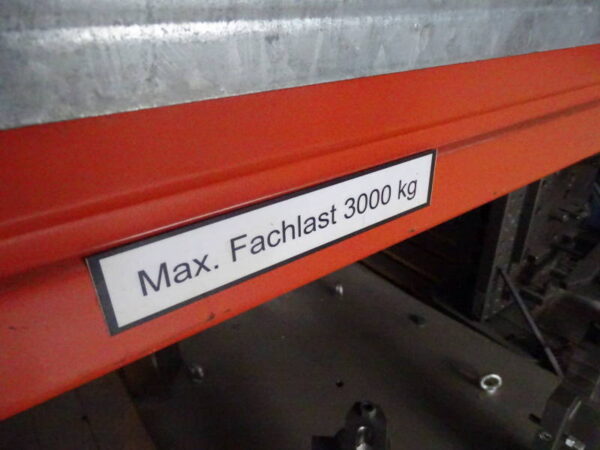 Max. Fachlast 3000 kg